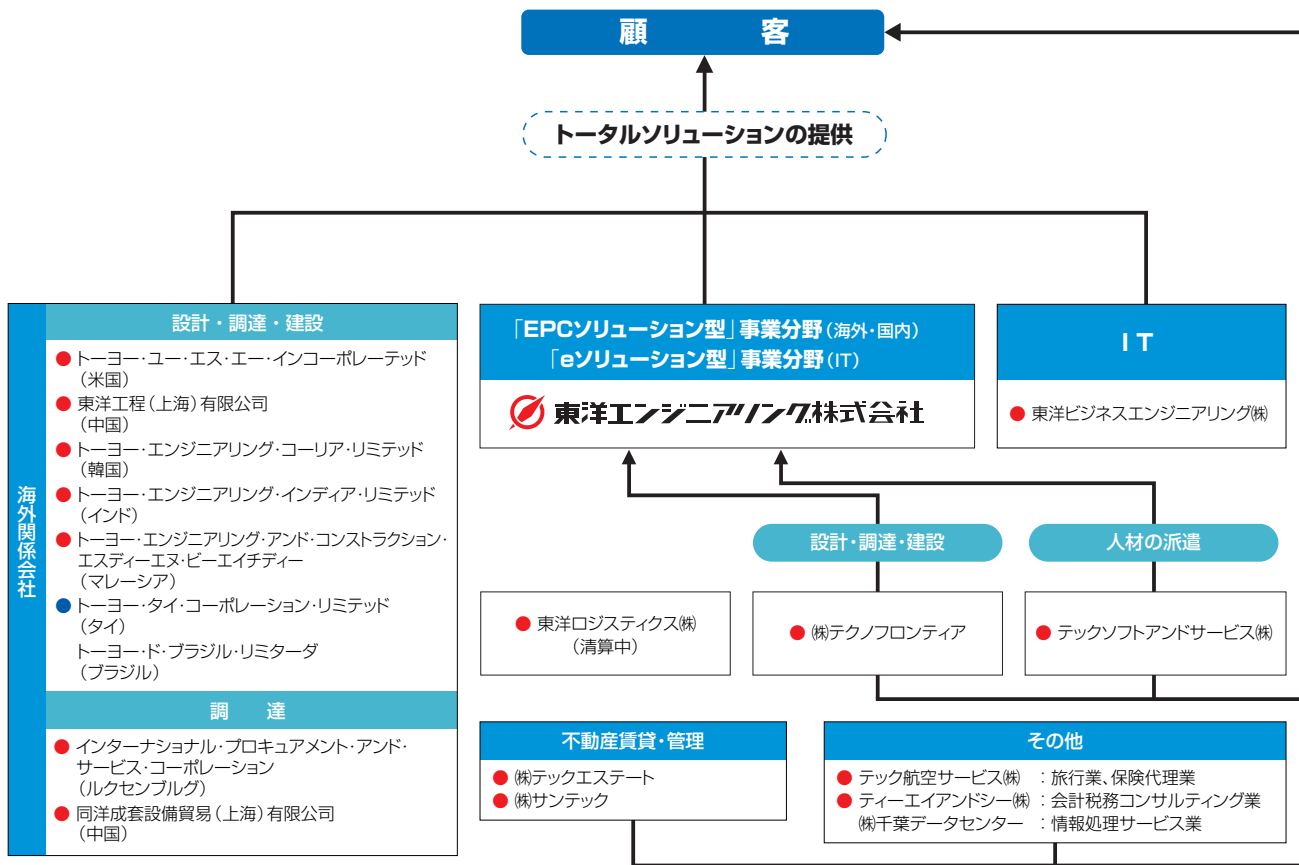 顧 客
トータルソリューションの提供
海外関係会社
設計・調達・建設
トーヨー・ユー・エス・エー・インコーポレーテッド
(米国)
東洋工程(上海)有限公司
(中国)
トーヨー・エンジニアリング・コーリア・リミテッド
(韓国)
トーヨー・エンジニアリング・インディア・リミテッド
(インド)
トーヨー・エンジニアリング・アンド・コンストラクション・
エスディーエヌ・ビーエイチディー
(マレーシア)
トーヨー・タイ・コーポレーション・リミテッド
(タイ)
トーヨー・ド・ブラジル・リミターダ
(ブラジル)
調 達
インターナショナル・プロキュアメント・アンド・
サービス・コーポレーション
(ルクセンブルグ)
同洋成套設備貿易(上海)有限公司
(中国)
「EPCソリューション型」事業分野(海外・国内)
「eソリューション型」事業分野(IT)
東洋エンジニアリング株式会社
IT
東洋ビジネスエンジニアリング㈱
設計・調達・建設
人材の派遣
東洋ロジスティクス㈱
(清算中)
㈱テクノフロンティア
テックソフトアンドサービス㈱
不動産賃貸・管理
㈱テックエステート
㈱サンテック
その他
テック航空サービス㈱ :旅行業、保険代理業
ティーエイアンドシー㈱ :会計税務コンサルティング業
㈱千葉データセンター :情報処理サービス業